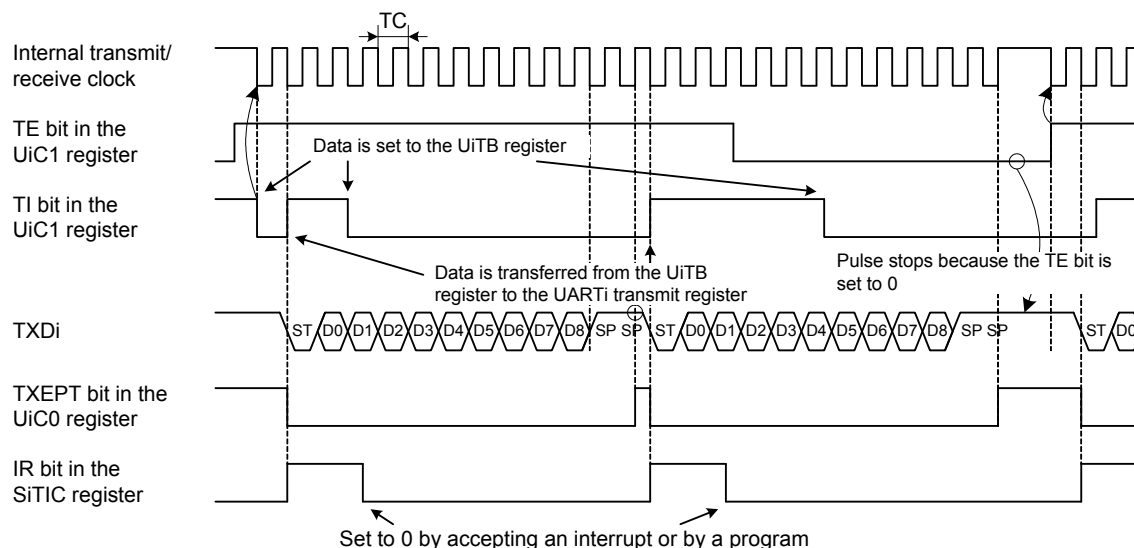 TC
Internal transmit/
receive clock
TE bit in the
UiC1 register
Data is set to the UiTB register
TI bit in the
UiC1 register
Data is transferred from the UiTB
register to the UARTi transmit register
Pulse stops because the TE bit is
set to 0
TXDi
ST D0 D1 D2 D3 D4 D5 D6 D7 D8 SP SP ST D0 D1 D2 D3 D4 D5 D6 D7 D8 SP SP ST D0
TXEPT bit in the
UiC0 register
IR bit in the
SiTIC register
Set to 0 by accepting an interrupt or by a program